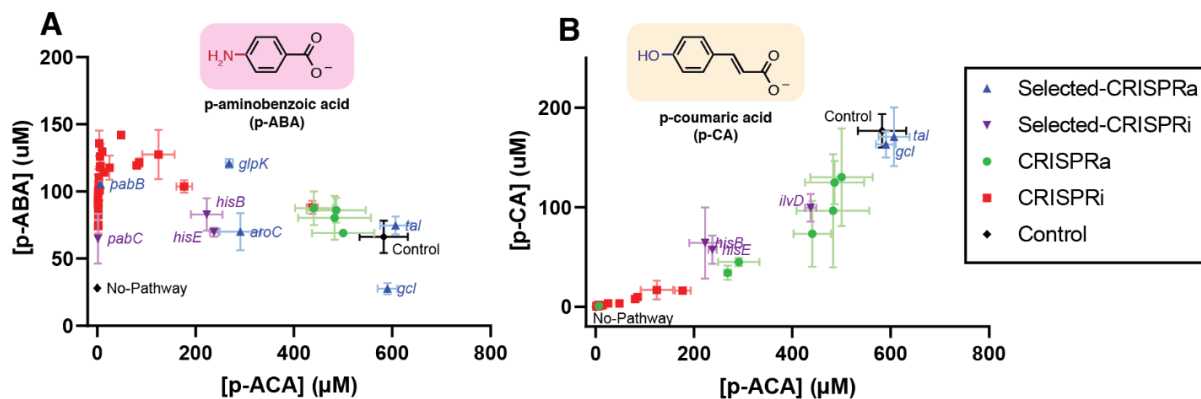 A
H₂N
O
O⁻
p-aminobenzoic acid
(p-ABA)
200
150
100
50
0
[p-ABA] (uM)
glpK
pabB
hisB
hisE
aroC
tal
pabC
Control
No-Pathway
gcl
0
200
400
600
800
[p-ACA] (µM)
B
HO
O
O⁻
p-coumaric acid
(p-CA)
200
100
0
[p-CA] (uM)
Control
tal
gcl
ilvD
hisB
hisE
No-Pathway
0
200
400
600
800
[p-ACA] (µM)
Selected-CRISPRa
Selected-CRISPRi
CRISPRa
CRISPRi
Control